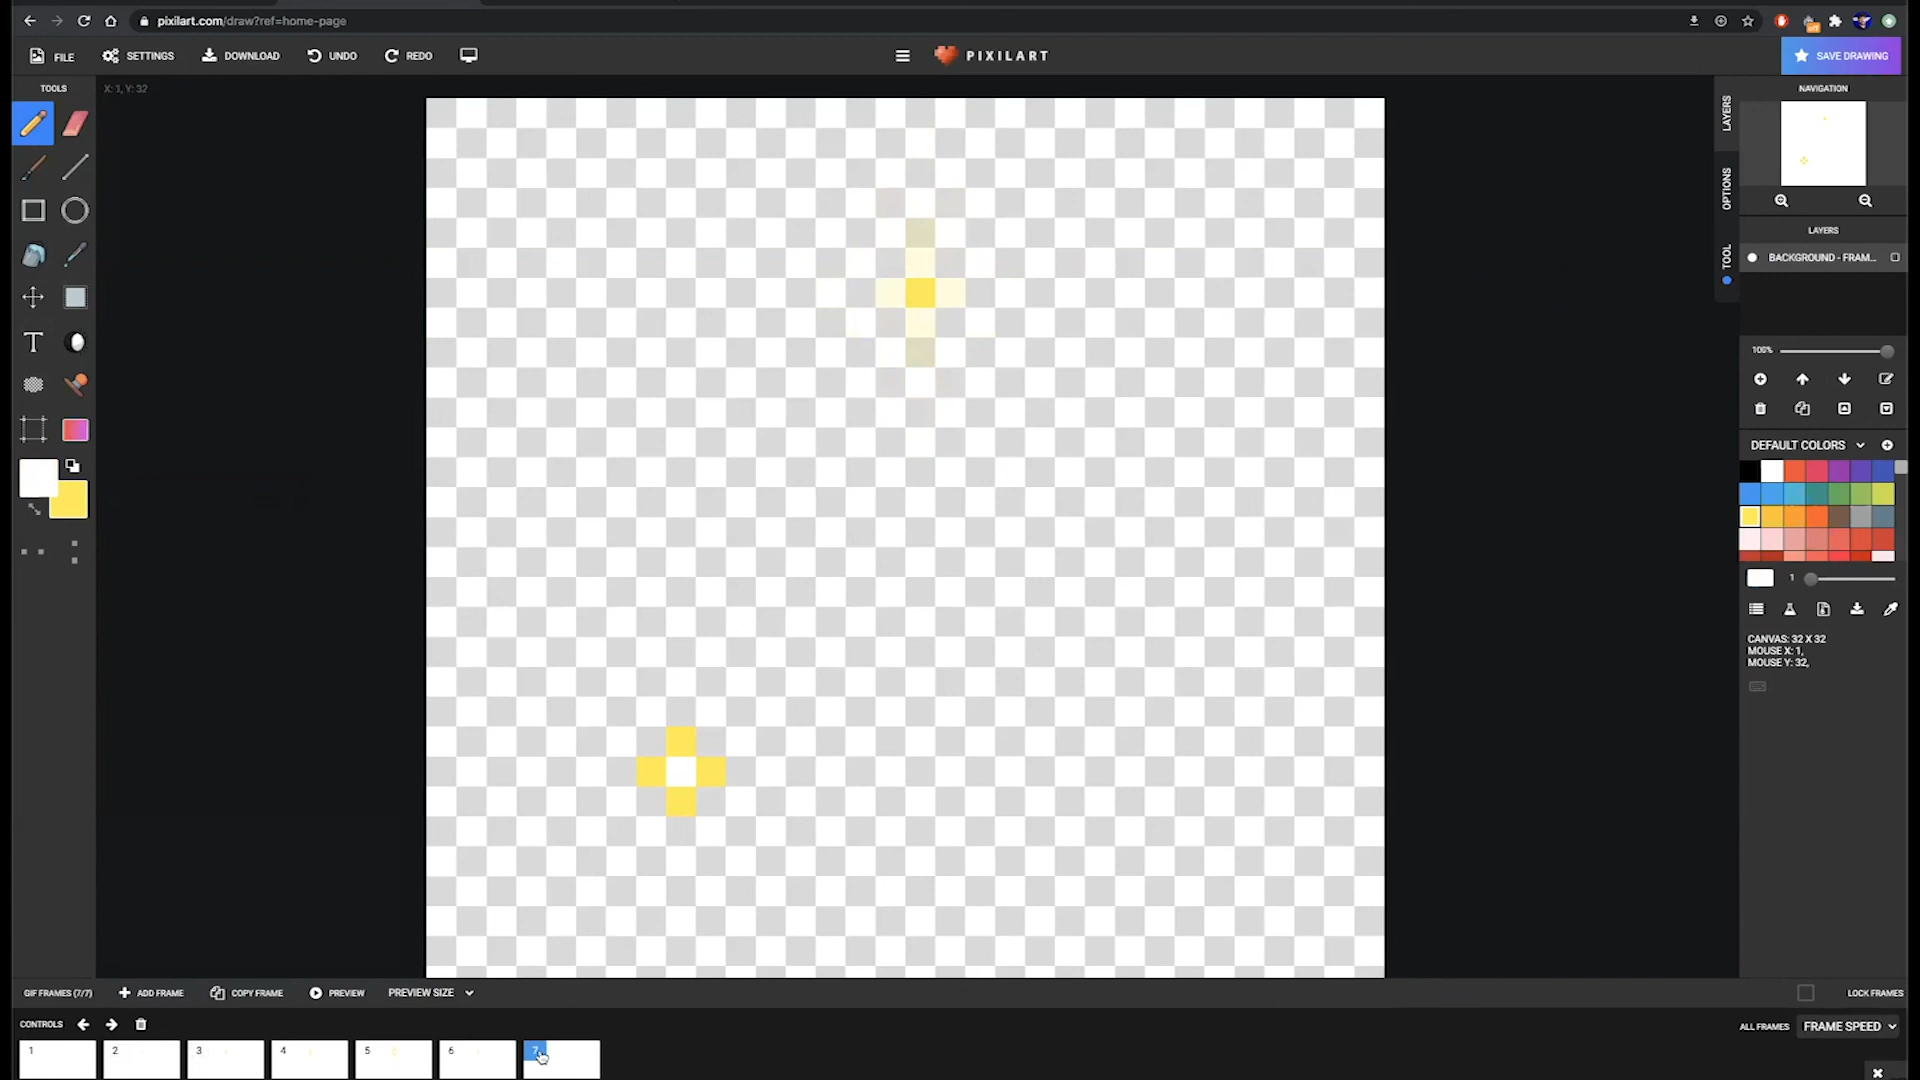 pixilart.com/draw?ref=home-page
FILE
SETTINGS
DOWNLOAD
UNDO
REDO
PIXILART
SAVE DRAWING
TOOLS
X: 1, Y: 32
LAYERS
OPTIONS
TOOL
NAVIGATION
LAYERS
BACKGROUND - FRAM...
100%
DEFAULT COLORS
1
CANVAS: 32 X 32
MOUSE X: 1,
MOUSE Y: 32,
T
GIF FRAMES (7/7)
ADD FRAME
COPY FRAME
PREVIEW
PREVIEW SIZE
LOCK FRAMES
CONTROLS
ALL FRAMES
FRAME SPEED
1
2
3
4
5
6
7